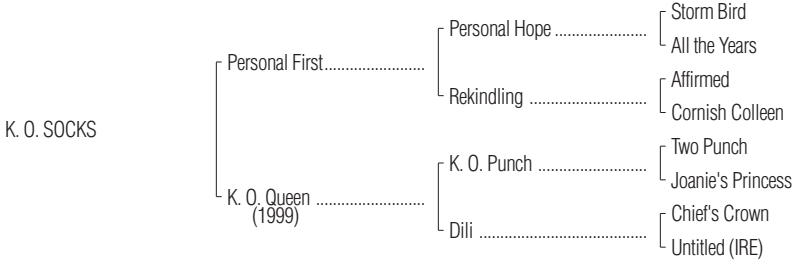 Storm Bird
Personal Hope ......................
All the Years
Personal First........................
Affirmed
Rekindling ............................
Cornish Colleen
K. O. SOCKS
Two Punch
K. O. Punch ..........................
Joanie's Princess
K. O. Queen ..........................
(1999)
Chief's Crown
Dili ........................................
Untitled (IRE)